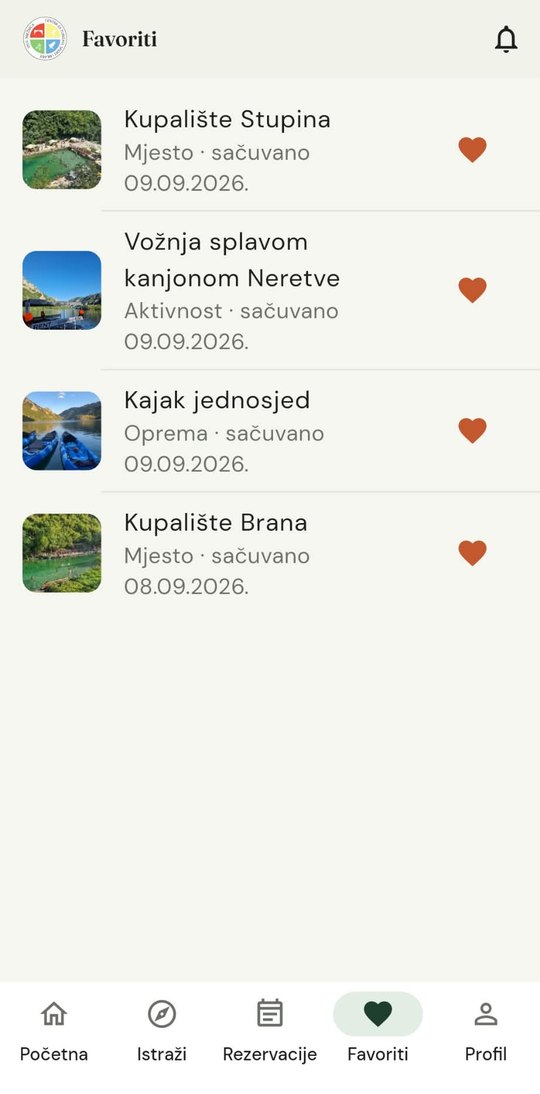 Favoriti
Kupalište Stupina
Mjesto · sačuvano
09.09.2026.
Vožnja splavom
kanjonom Neretve
Aktivnost · sačuvano
09.09.2026.
Kajak jednosjed
Oprema · sačuvano
09.09.2026.
Kupalište Brana
Mjesto · sačuvano
08.09.2026.
Početna
Istraži
Rezervacije
Favoriti
Profil